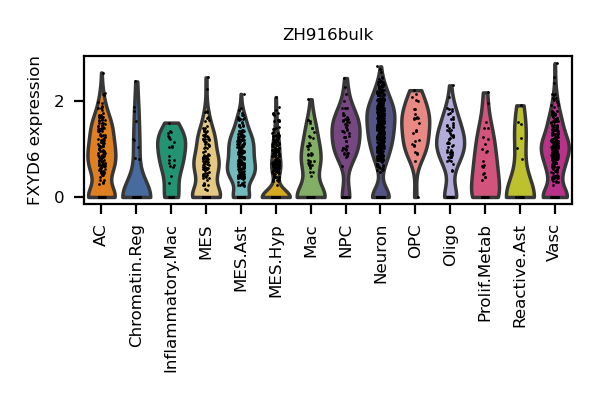 ZH916bulk
FXYD6 expression
2
0
AC
Chromatin.Reg
Inflammatory.Mac
MES
MES.Ast
MES.Hyp
Mac
NPC
Neuron
OPC
Oligo
Prolif.Metab
Reactive.Ast
Vasc